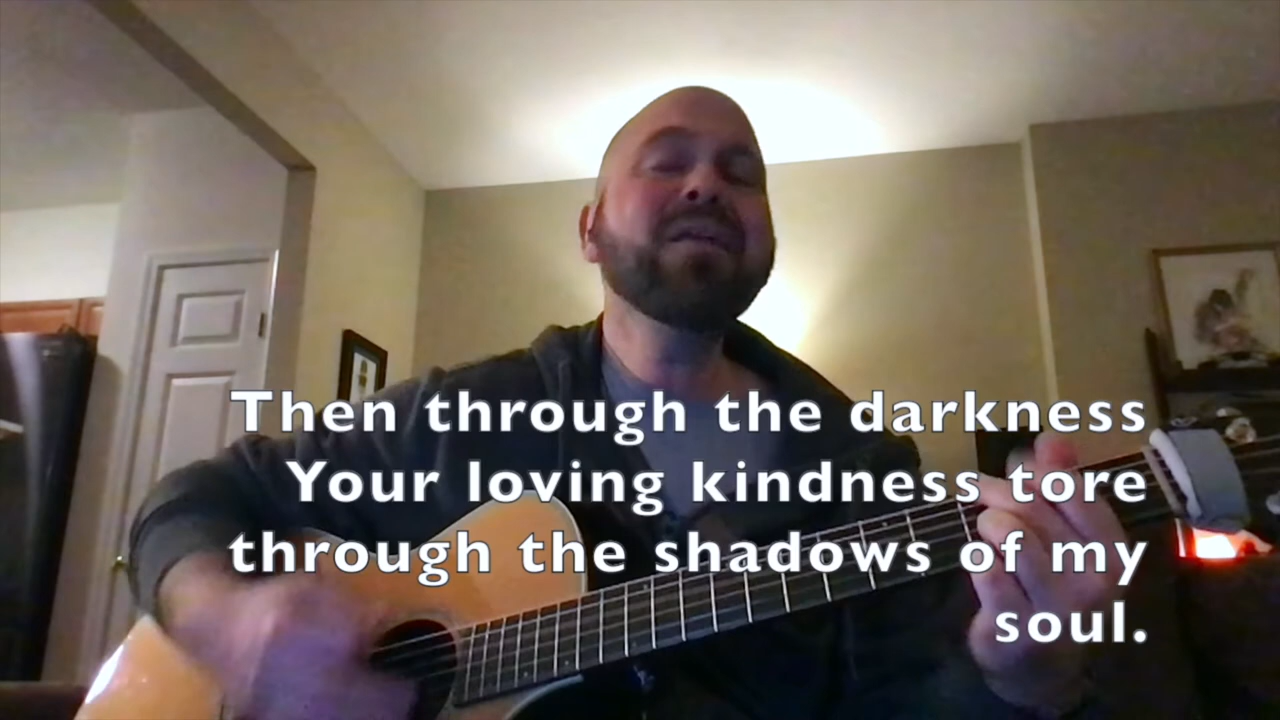 Then through the darkness
Your loving kindness tore
through the shadows of my
soul.